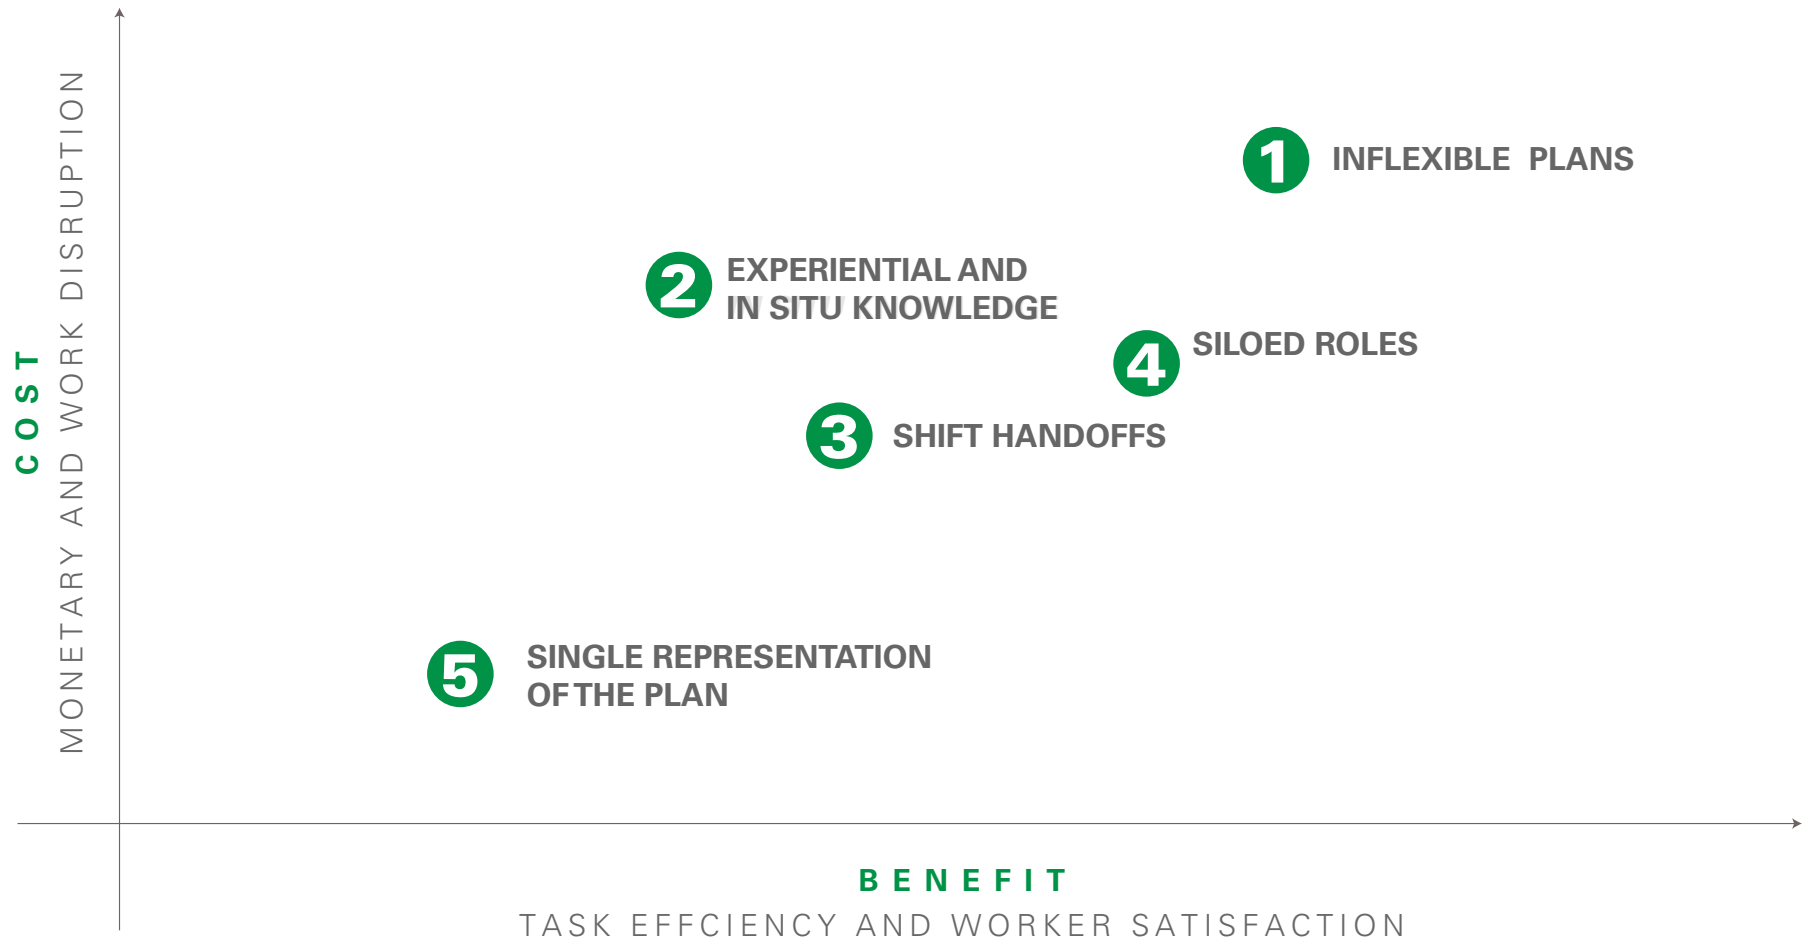 COST
MONETARY AND WORK DISRUPTION
1 INFLEXIBLE PLANS
2 EXPERIENTIAL AND
IN SITU KNOWLEDGE
4 SILOED ROLES
3 SHIFT HANDOFFS
5 SINGLE REPRESENTATION
OF THE PLAN
BENEFIT
TASK EFFCIENCY AND WORKER SATISFACTION